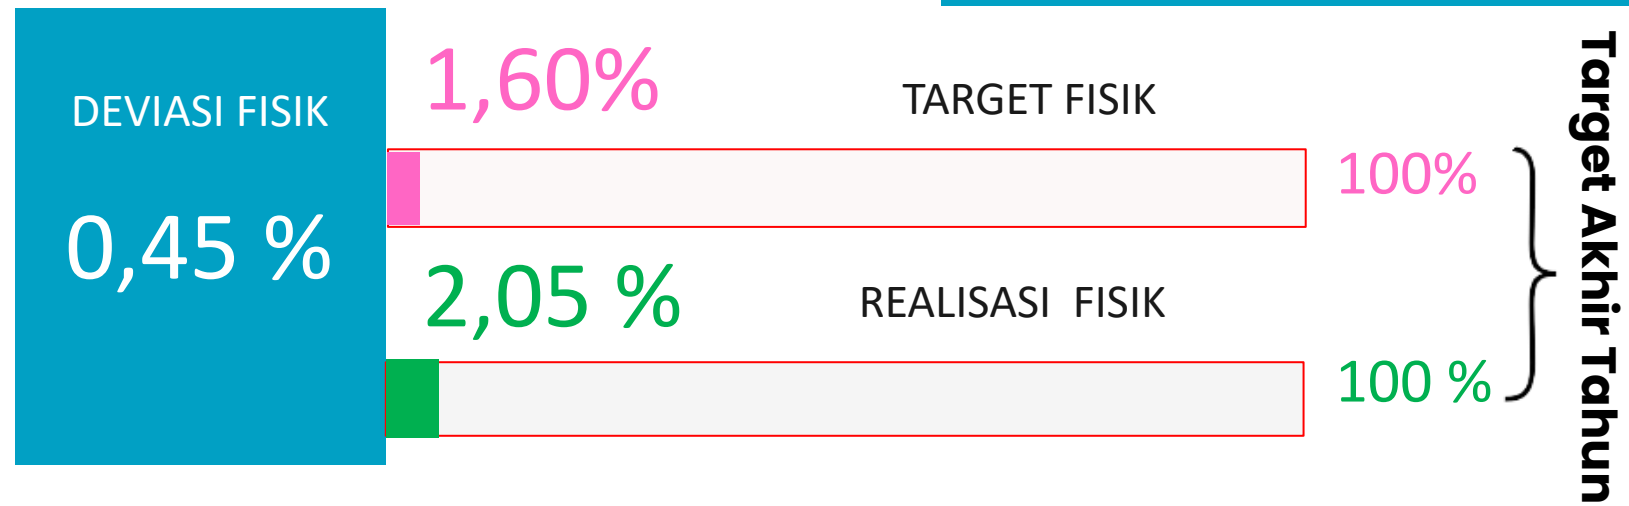 DEVIASI FISIK
0,45 %
1,60%
TARGET FISIK
100%
2,05 %
REALISASI  FISIK
100 %
Target Akhir Tahun